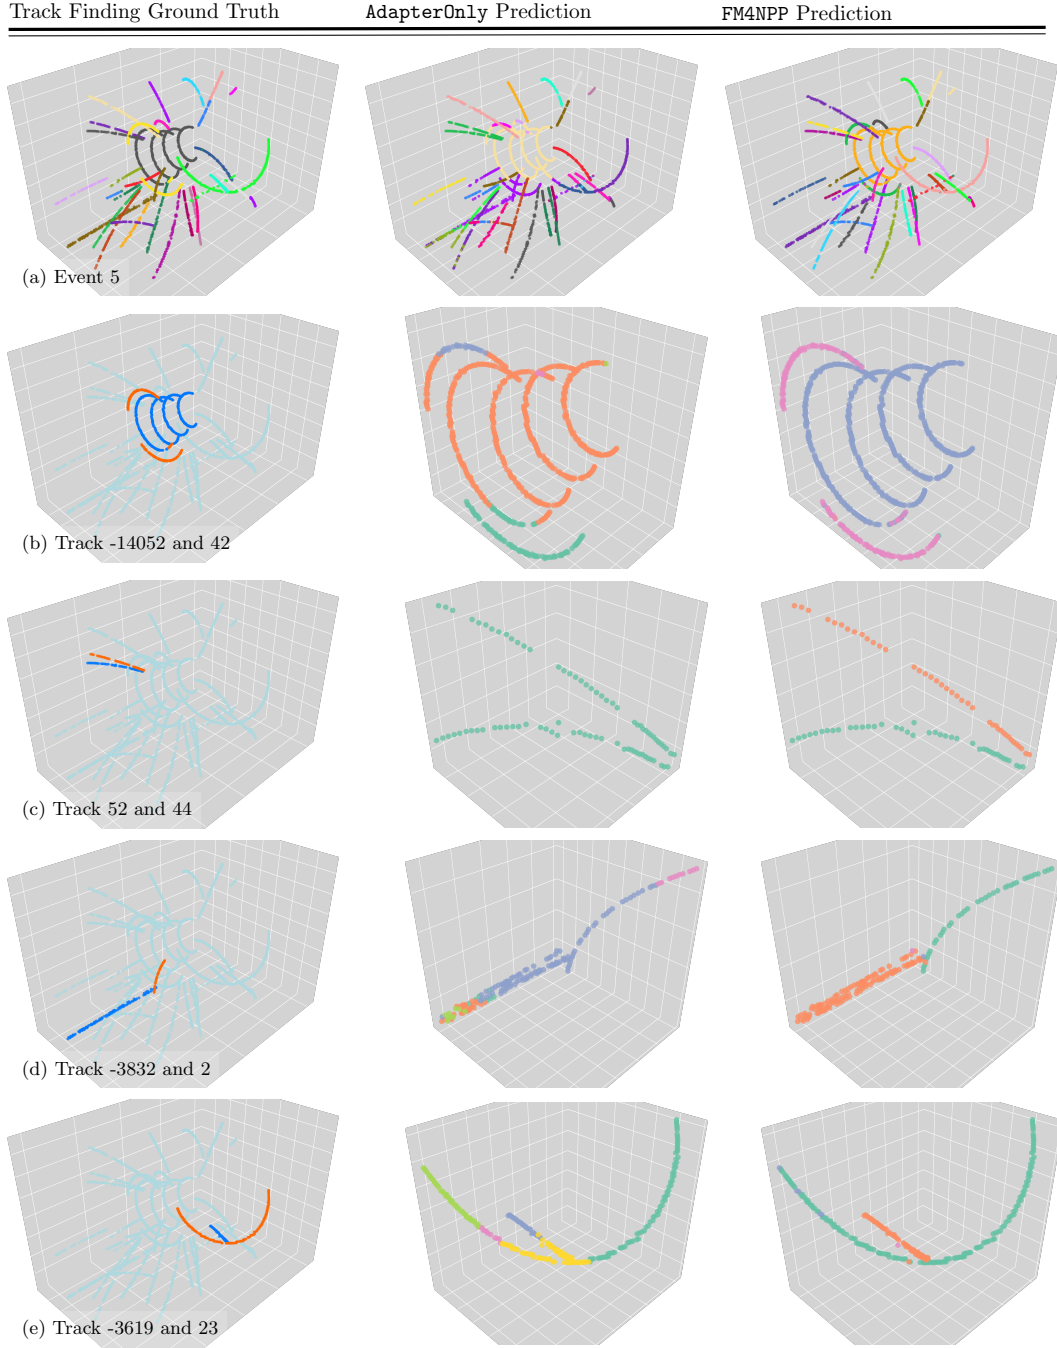 Track Finding Ground Truth
AdapterOnly Prediction
FM4NPP Prediction
(a) Event 5
(b) Track -14052 and 42
(c) Track 52 and 44
(d) Track -3832 and 2
(e) Track -3619 and 23